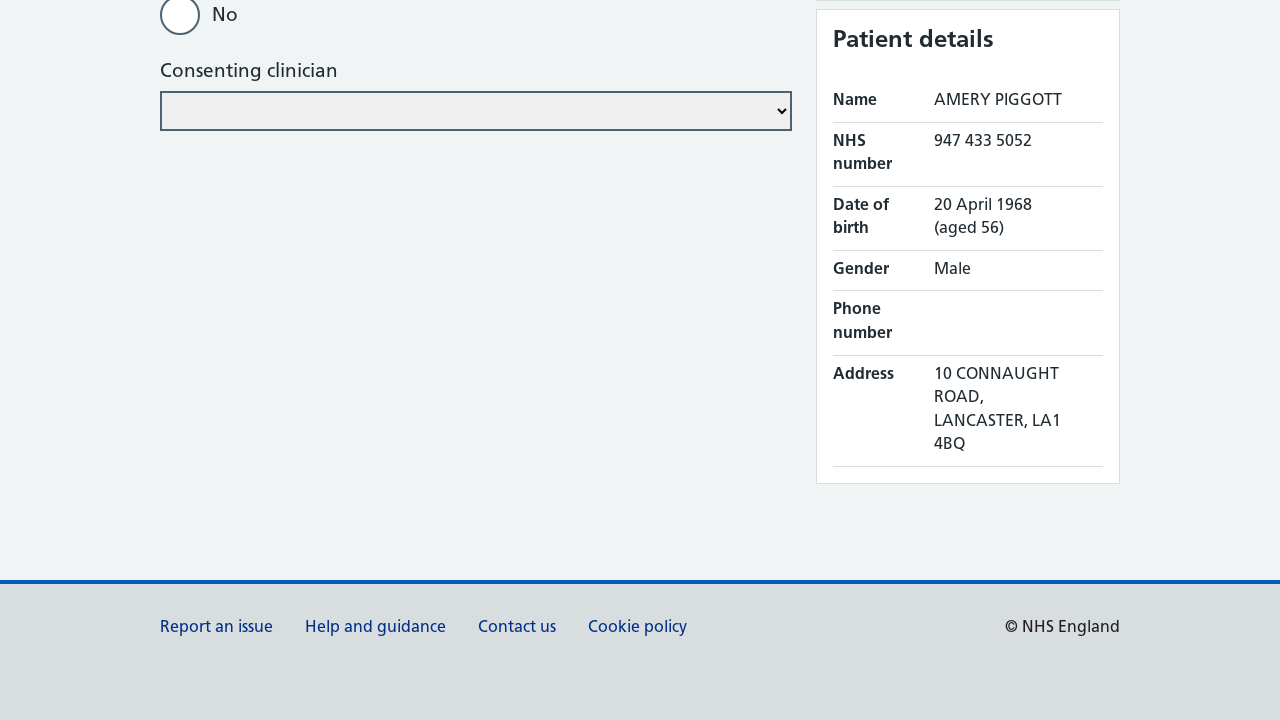 No
Consenting clinician
Patient details
Name AMERY PIGGOTT
NHS number 947 433 5052
Date of birth 20 April 1968 (aged 56)
Gender Male
Phone number
Address 10 CONNAUGHT ROAD, LANCASTER, LA1 4BQ
Report an issue Help and guidance Contact us Cookie policy © NHS England